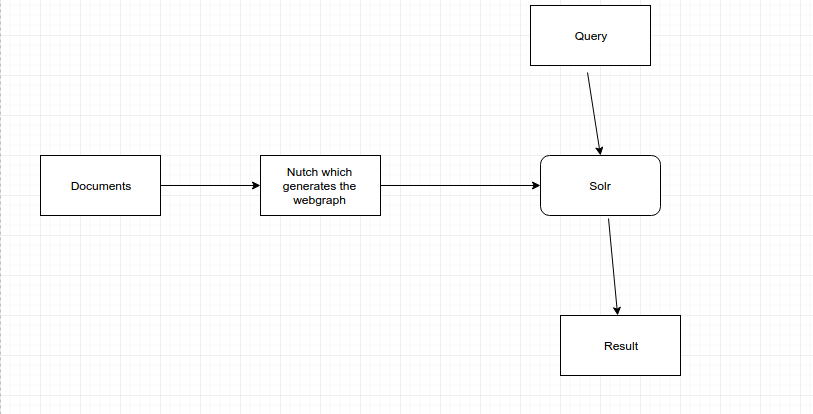 Query
Documents
Nutch which
generates the
webgraph
Solr
Result